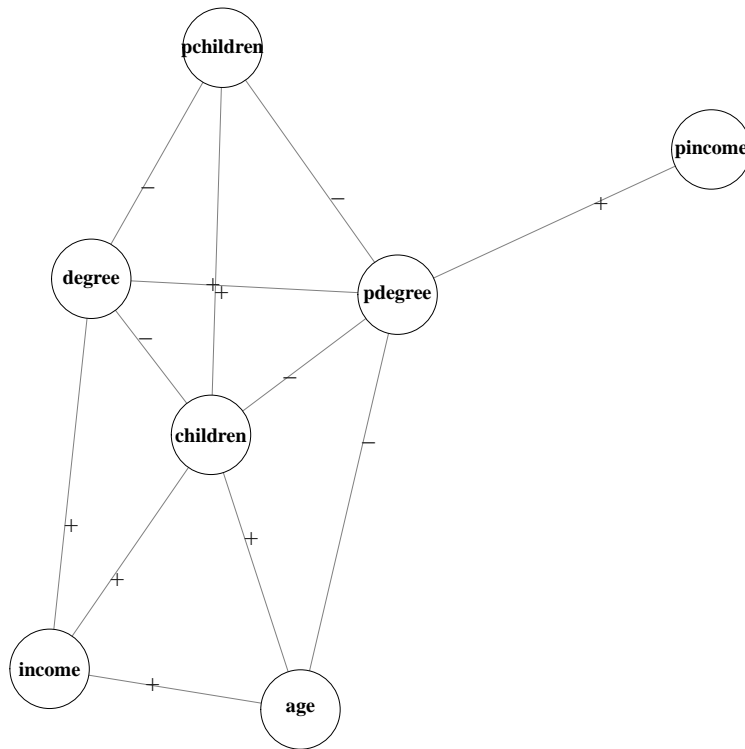 pchildren
pincome
−
−
+
degree
+
+
pdegree
−
−
children
−
+
+
+
income
+
age